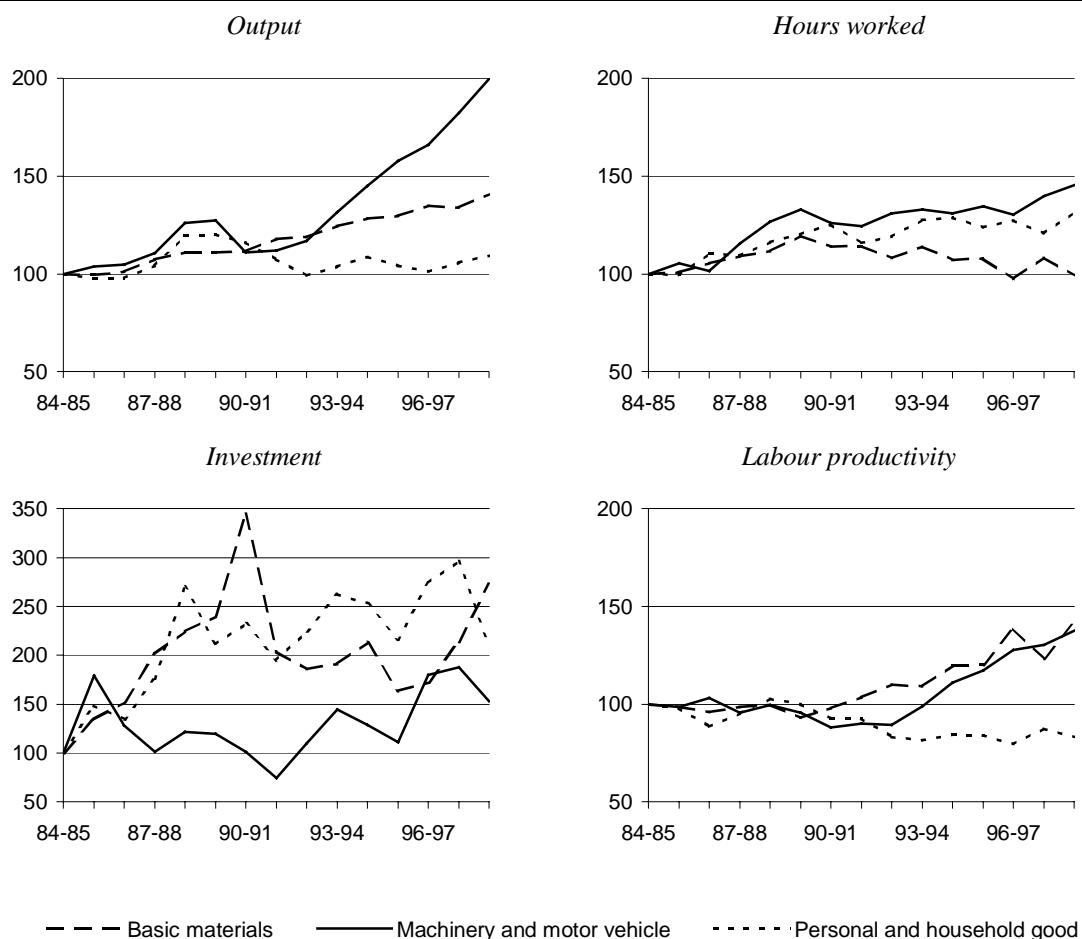 Output
200
150
100
50
84-85 87-88 90-91 93-94 96-97
Hours worked
200
150
100
50
84-85 87-88 90-91 93-94 96-97
Investment
350
300
250
200
150
100
50
84-85 87-88 90-91 93-94 96-97
Labour productivity
200
150
100
50
84-85 87-88 90-91 93-94 96-97
Basic materials Machinery and motor vehicle Personal and household good